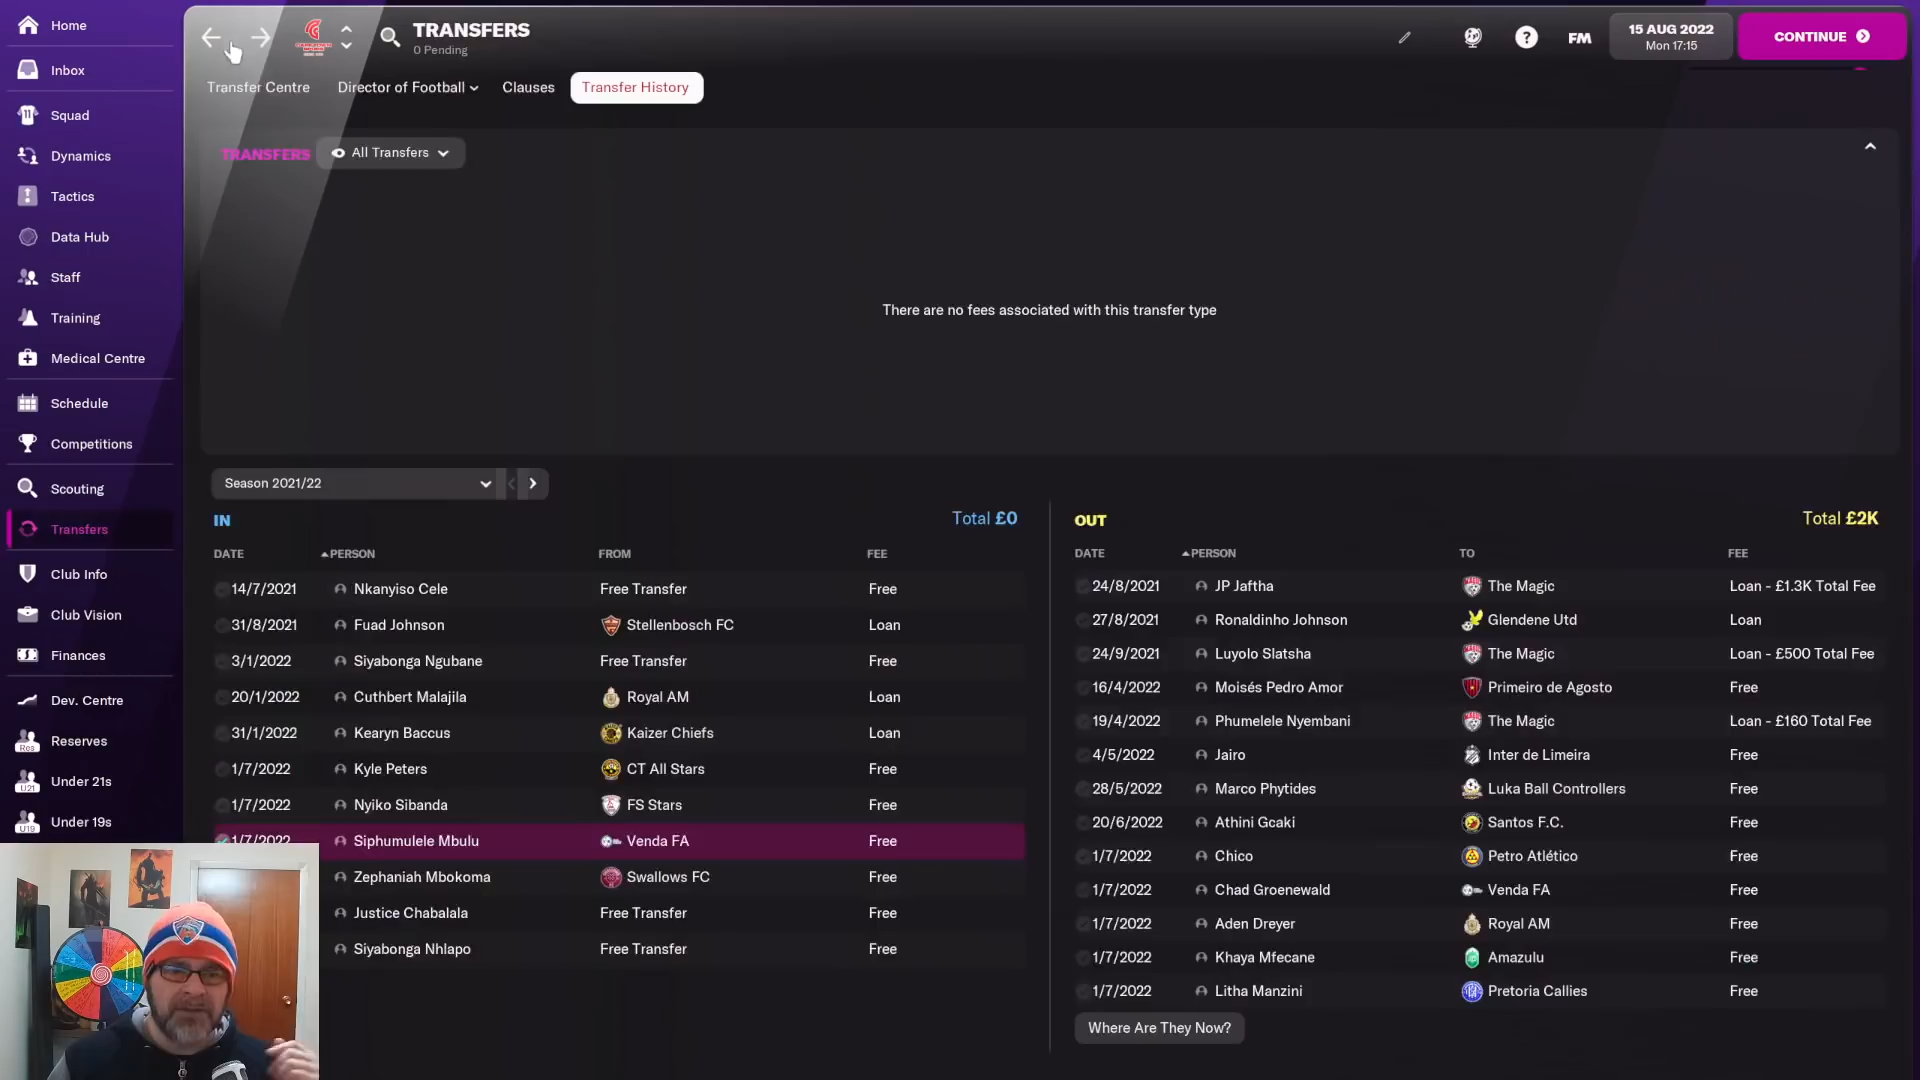 Home
Inbox
Squad
Dynamics
Tactics
Data Hub
Staff
Training
Medical Centre
Schedule
Competitions
Scouting
Transfers
Club Info
Club Vision
Finances
Dev. Centre
Res Reserves
U21 Under 21s
U19 Under 19s
TRANSFERS
0 Pending
? FM
15 AUG 2022
Mon 17:15
CONTINUE
Transfer Centre Director of Football Clauses Transfer History
TRANSFERS All Transfers
There are no fees associated with this transfer type
Season 2021/22
IN Total £0
DATE PERSON FROM FEE
14/7/2021 Nkanyiso Cele Free Transfer Free
31/8/2021 Fuad Johnson Stellenbosch FC Loan
3/1/2022 Siyabonga Ngubane Free Transfer Free
20/1/2022 Cuthbert Malajila Royal AM Loan
31/1/2022 Kearyn Baccus Kaizer Chiefs Loan
1/7/2022 Kyle Peters CT All Stars Free
1/7/2022 Nyiko Sibanda FS Stars Free
1/7/2022 Siphumulele Mbulu Venda FA Free
Zephaniah Mbokoma Swallows FC Free
Justice Chabalala Free Transfer Free
Siyabonga Nhlapo Free Transfer Free
OUT Total £2K
DATE PERSON TO FEE
24/8/2021 JP Jaftha The Magic Loan - £1.3K Total Fee
27/8/2021 Ronaldinho Johnson Glendene Utd Loan
24/9/2021 Luyolo Slatsha The Magic Loan - £500 Total Fee
16/4/2022 Moisés Pedro Amor Primeiro de Agosto Free
19/4/2022 Phumelele Nyembani The Magic Loan - £160 Total Fee
4/5/2022 Jairo Inter de Limeira Free
28/5/2022 Marco Phytides Luka Ball Controllers Free
20/6/2022 Athini Gcaki Santos F.C. Free
1/7/2022 Chico Petro Atlético Free
1/7/2022 Chad Groenewald Venda FA Free
1/7/2022 Aden Dreyer Royal AM Free
1/7/2022 Khaya Mfecane Amazulu Free
1/7/2022 Litha Manzini Pretoria Callies Free
Where Are They Now?